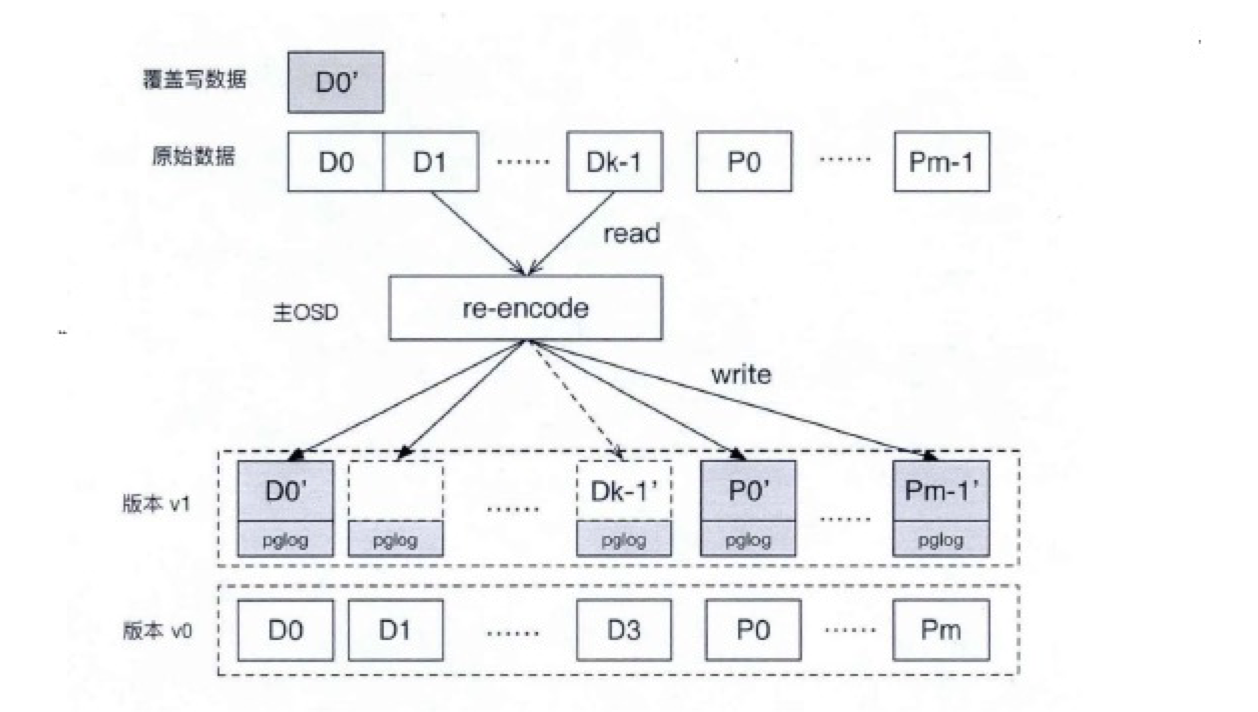 覆盖写数据 D0'
原始数据 D0 D1 ...... Dk-1 P0 ...... Pm-1
read
主OSD re-encode
write
版本 v1 D0' ...... Dk-1' P0' ...... Pm-1'
pglog pglog pglog pglog pglog
版本 v0 D0 D1 ...... D3 P0 ...... Pm